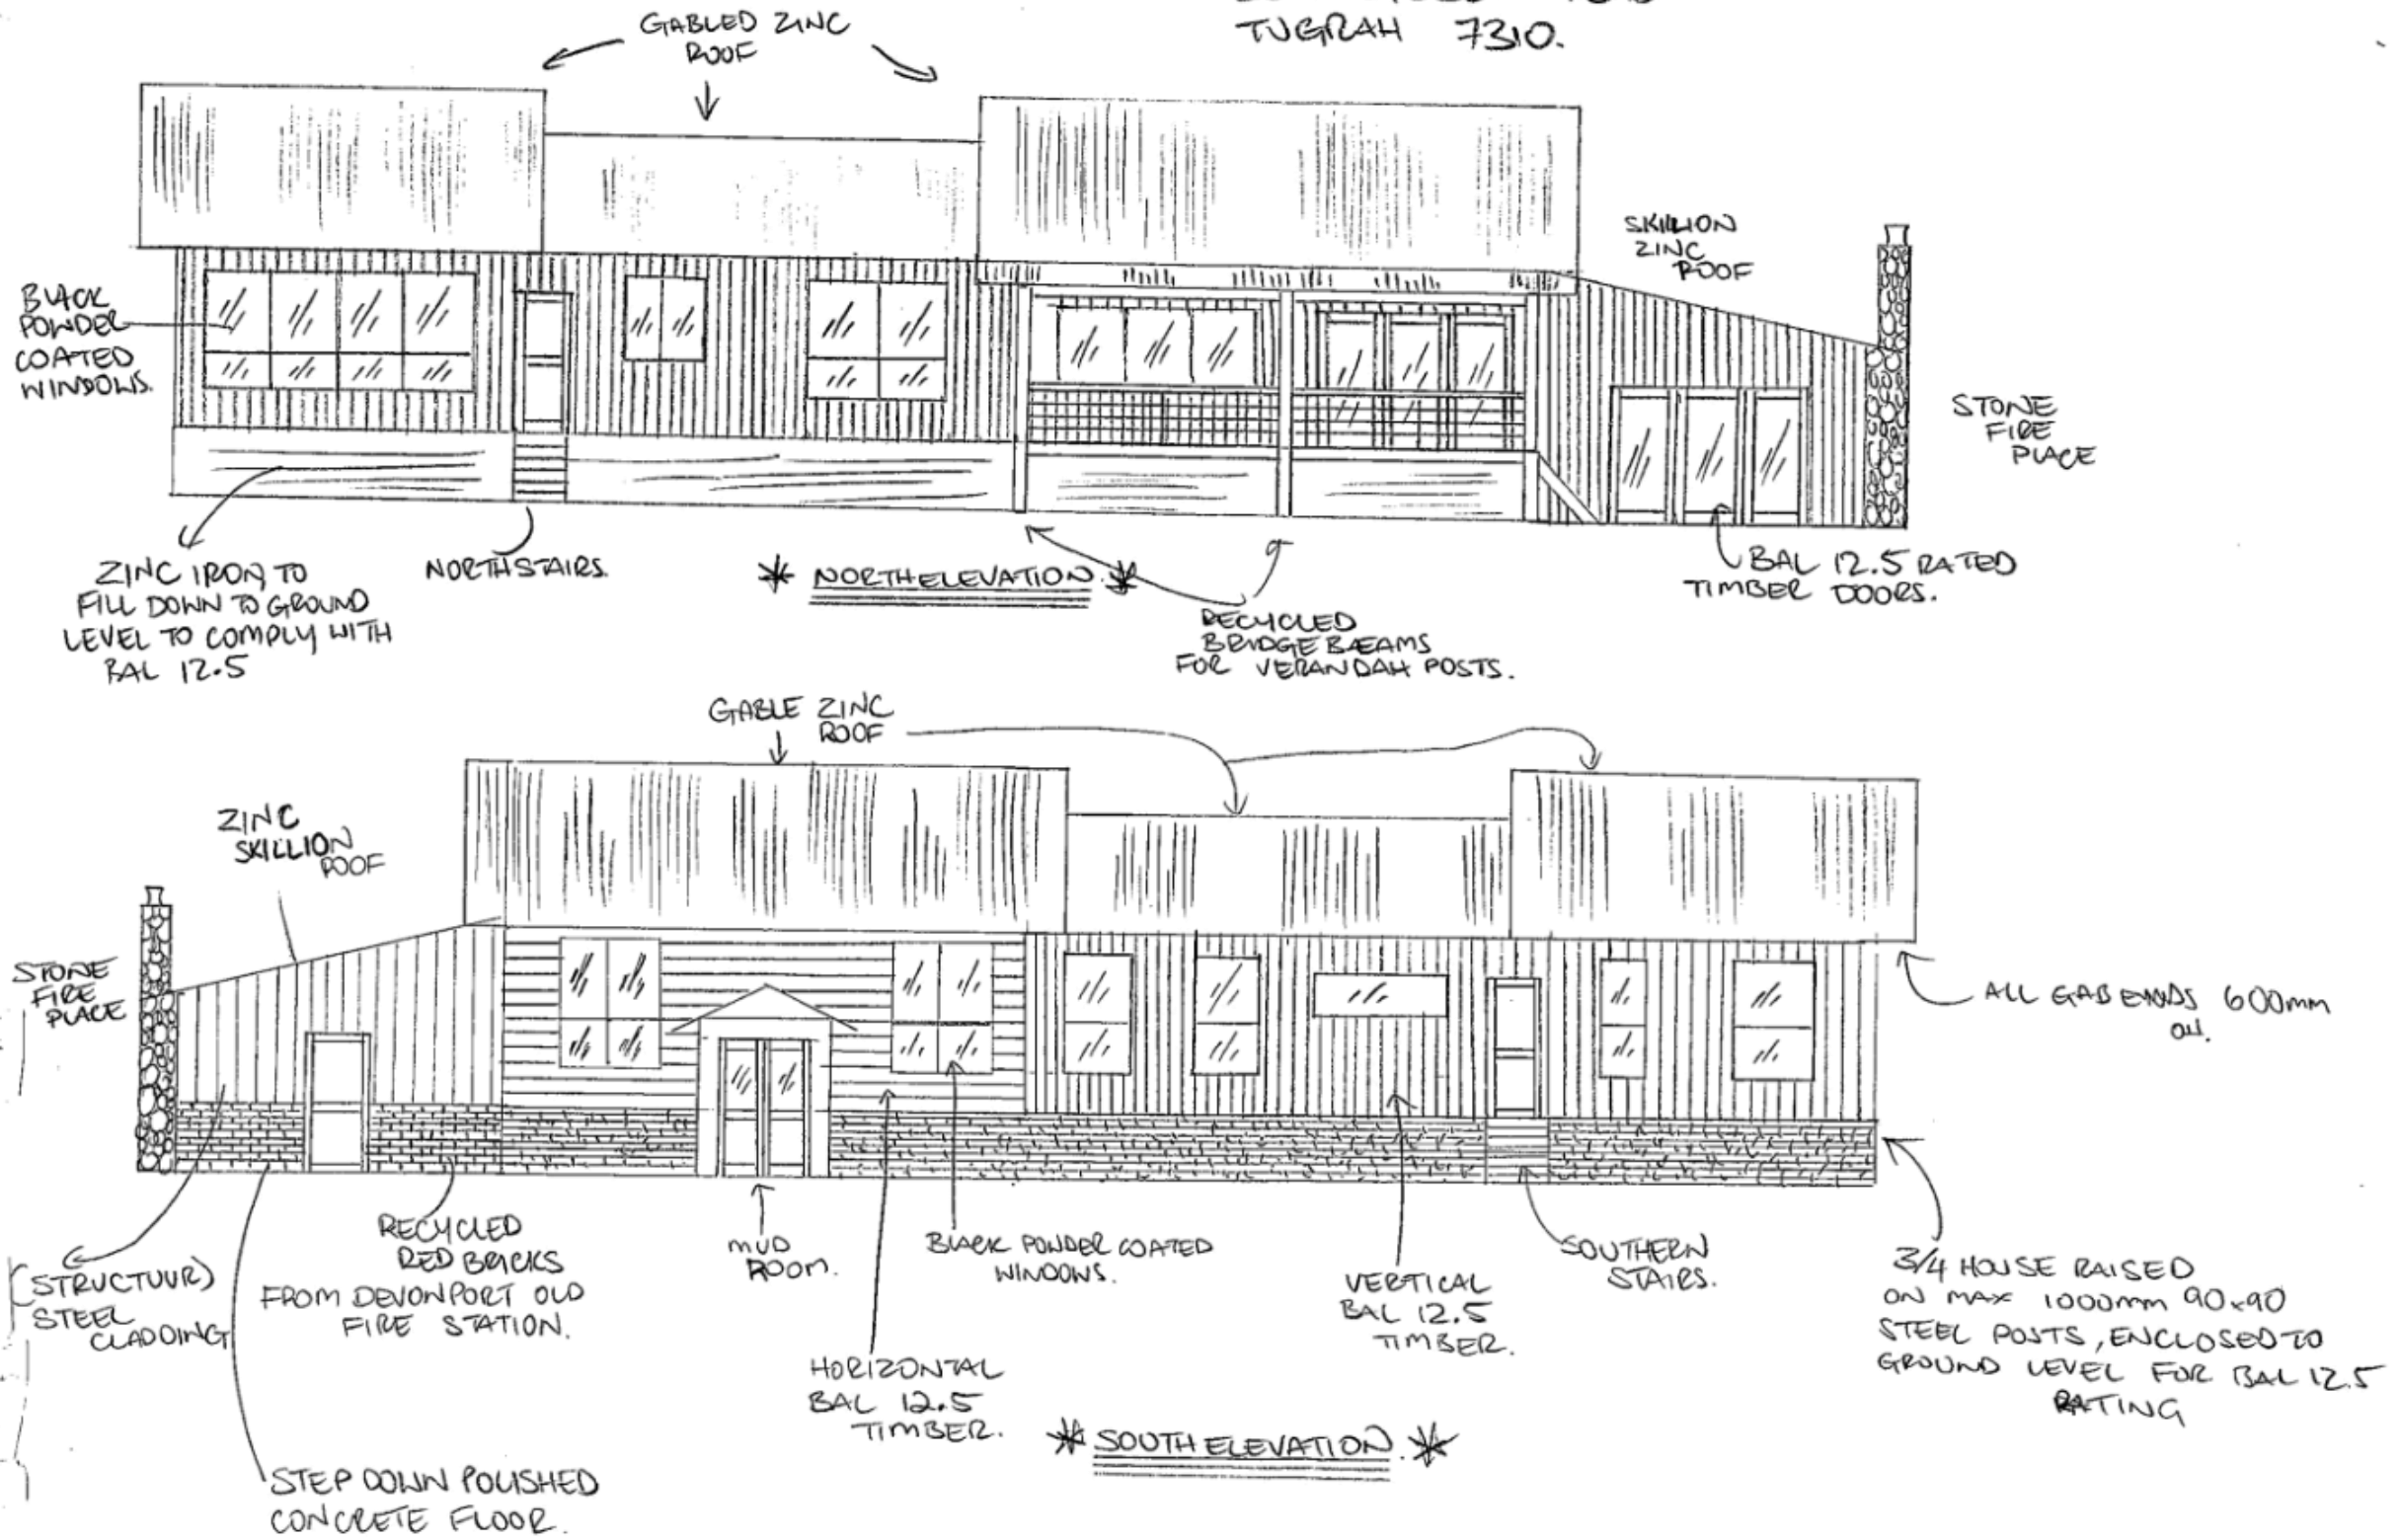 TUGRAH 7310.
GABLED ZINC
ROOF
SKILLION
ZINC
ROOF
BLACK
POWDER
COATED
WINDOWS.
STONE
FIRE
PLACE
ZINC IRON TO
FILL DOWN TO GROUND
LEVEL TO COMPLY WITH
BAL 12.5
NORTH STAIRS.
* NORTH ELEVATION. *
RECYCLED
BRIDGE BEAMS
FOR VERANDAH POSTS.
BAL 12.5 RATED
TIMBER DOORS.
GABLE ZINC
ROOF
ZINC
SKILLION
ROOF
STONE
FIRE
PLACE
ALL GAB ENDS 600mm
(STRUCTUUR)
STEEL
CLADDING
RECYCLED
RED BRICKS
FROM DEVONPORT OLD
FIRE STATION.
MUD
ROOM.
BLACK POWDER COATED
WINDOWS.
HORIZONTAL
BAL 12.5
TIMBER.
VERTICAL
BAL 12.5
TIMBER.
SOUTHERN
STAIRS.
3/4 HOUSE RAISED
ON MAX 1000mm 90x90
STEEL POSTS, ENCLOSED TO
GROUND LEVEL FOR BAL 12.5
RATING
* SOUTH ELEVATION. *
STEP DOWN POLISHED
CONCRETE FLOOR.